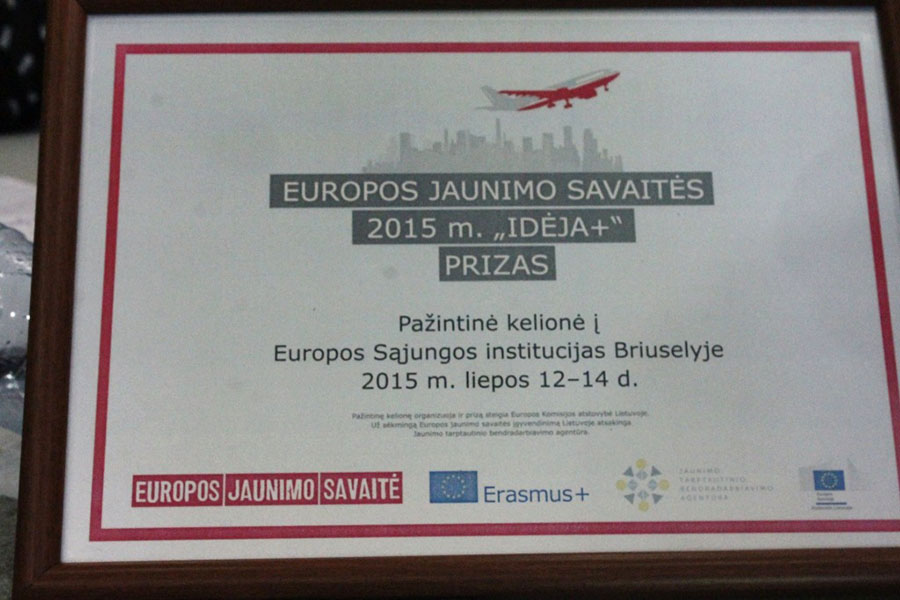 EUROPOS JAUNIMO SAVAITĖS
2015 m. „IDĖJA+“
PRIZAS
Pažintinė kelionė į
Europos Sąjungos institucijas Briuselyje
2015 m. liepos 12–14 d.
Pažintinę kelionę organizuoja ir prizą steigia Europos Komisijos atstovybė Lietuvoje.
Už sėkmingą Europos jaunimo savaitės įgyvendinimą Lietuvoje atsakinga
Jaunimo tarptautinio bendradarbiavimo agentūra.
EUROPOS JAUNIMO SAVAITĖ
Erasmus+
JAUNIMO
TARPTAUTINIO
BENDRADARBIAVIMO
AGENTŪRA